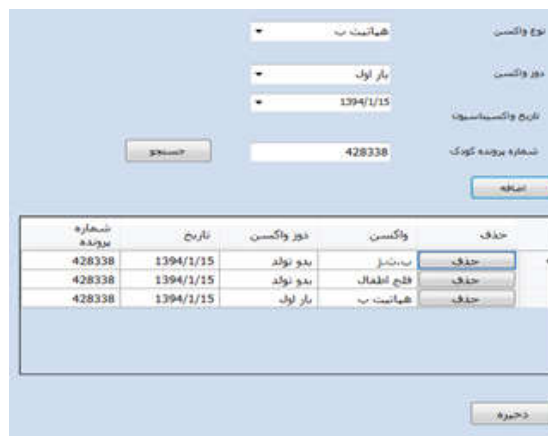 نوع واکسن هپاتیت ب
دور واکسن بار اول
تاریخ واکسیناسیون 1394/1/15
شماره پرونده کودک 428338 جستجو
اضافه
حذف واکسن دور واکسن تاریخ شماره پرونده
حذف ب.ث.ژ بدو تولد 1394/1/15 428338
حذف فلج اطفال بدو تولد 1394/1/15 428338
حذف هپاتیت ب بار اول 1394/1/15 428338
ذخیره